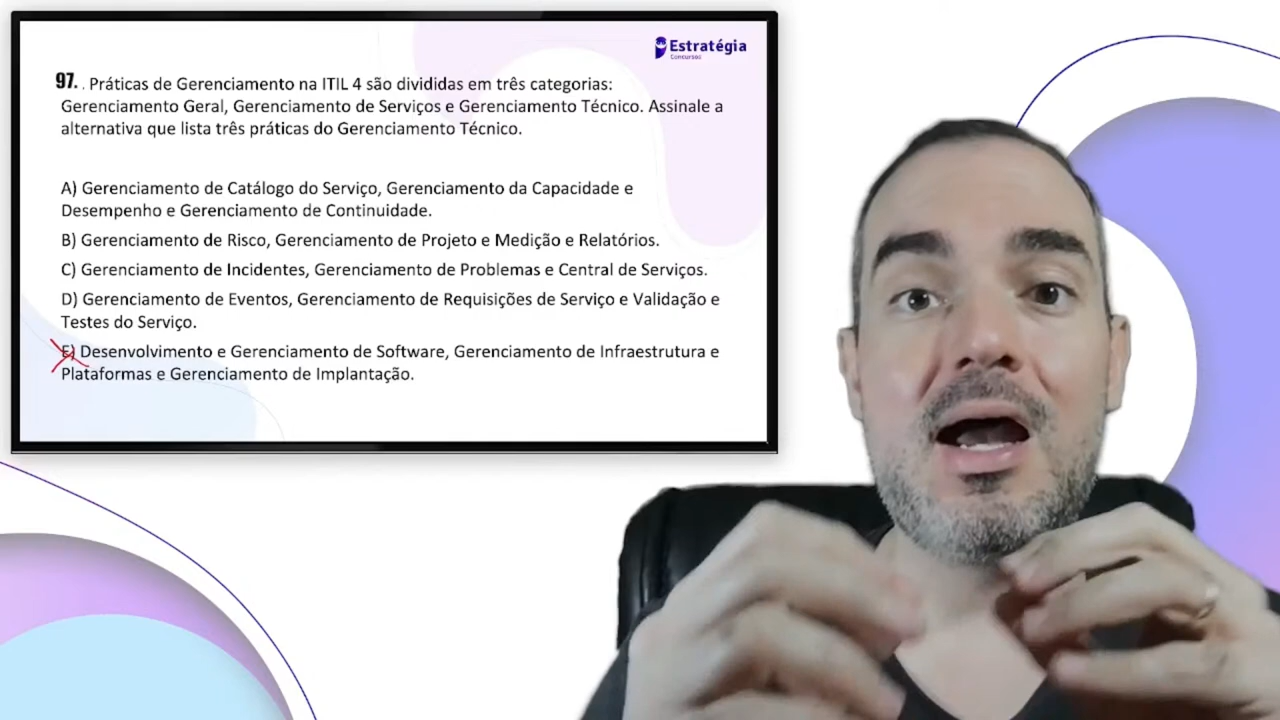 Estratégia
Concursos
97. . Práticas de Gerenciamento na ITIL 4 são divididas em três categorias:
Gerenciamento Geral, Gerenciamento de Serviços e Gerenciamento Técnico. Assinale a
alternativa que lista três práticas do Gerenciamento Técnico.
A) Gerenciamento de Catálogo do Serviço, Gerenciamento da Capacidade e
Desempenho e Gerenciamento de Continuidade.
B) Gerenciamento de Risco, Gerenciamento de Projeto e Medição e Relatórios.
C) Gerenciamento de Incidentes, Gerenciamento de Problemas e Central de Serviços.
D) Gerenciamento de Eventos, Gerenciamento de Requisições de Serviço e Validação e
Testes do Serviço.
E) Desenvolvimento e Gerenciamento de Software, Gerenciamento de Infraestrutura e
Plataformas e Gerenciamento de Implantação.